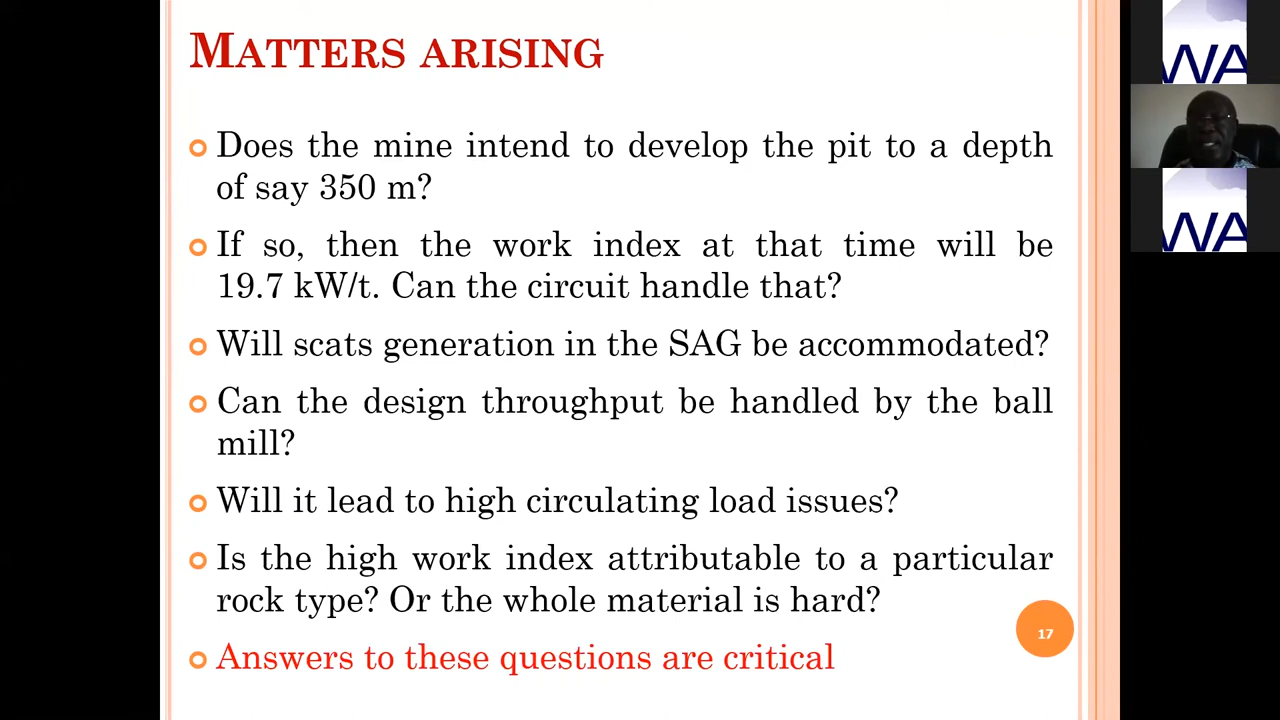 MATTERS ARISING
Does the mine intend to develop the pit to a depth
of say 350 m?
If so, then the work index at that time will be
19.7 kW/t. Can the circuit handle that?
Will scats generation in the SAG be accommodated?
Can the design throughput be handled by the ball
mill?
Will it lead to high circulating load issues?
Is the high work index attributable to a particular
rock type? Or the whole material is hard?
17
Answers to these questions are critical
WA
WA